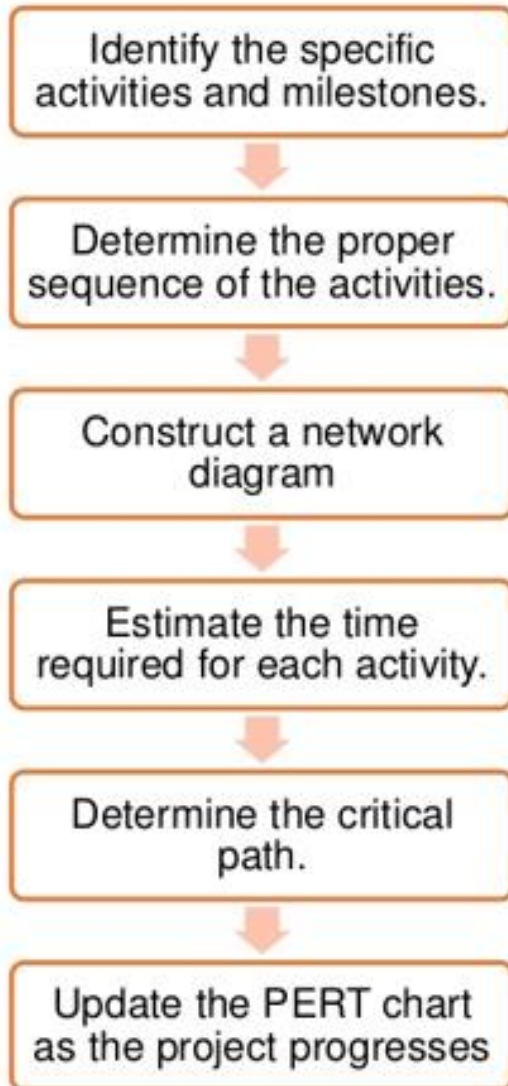 Identify the specific
activities and milestones.
Determine the proper
sequence of the activities.
Construct a network
diagram
Estimate the time
required for each activity.
Determine the critical
path.
Update the PERT chart
as the project progresses